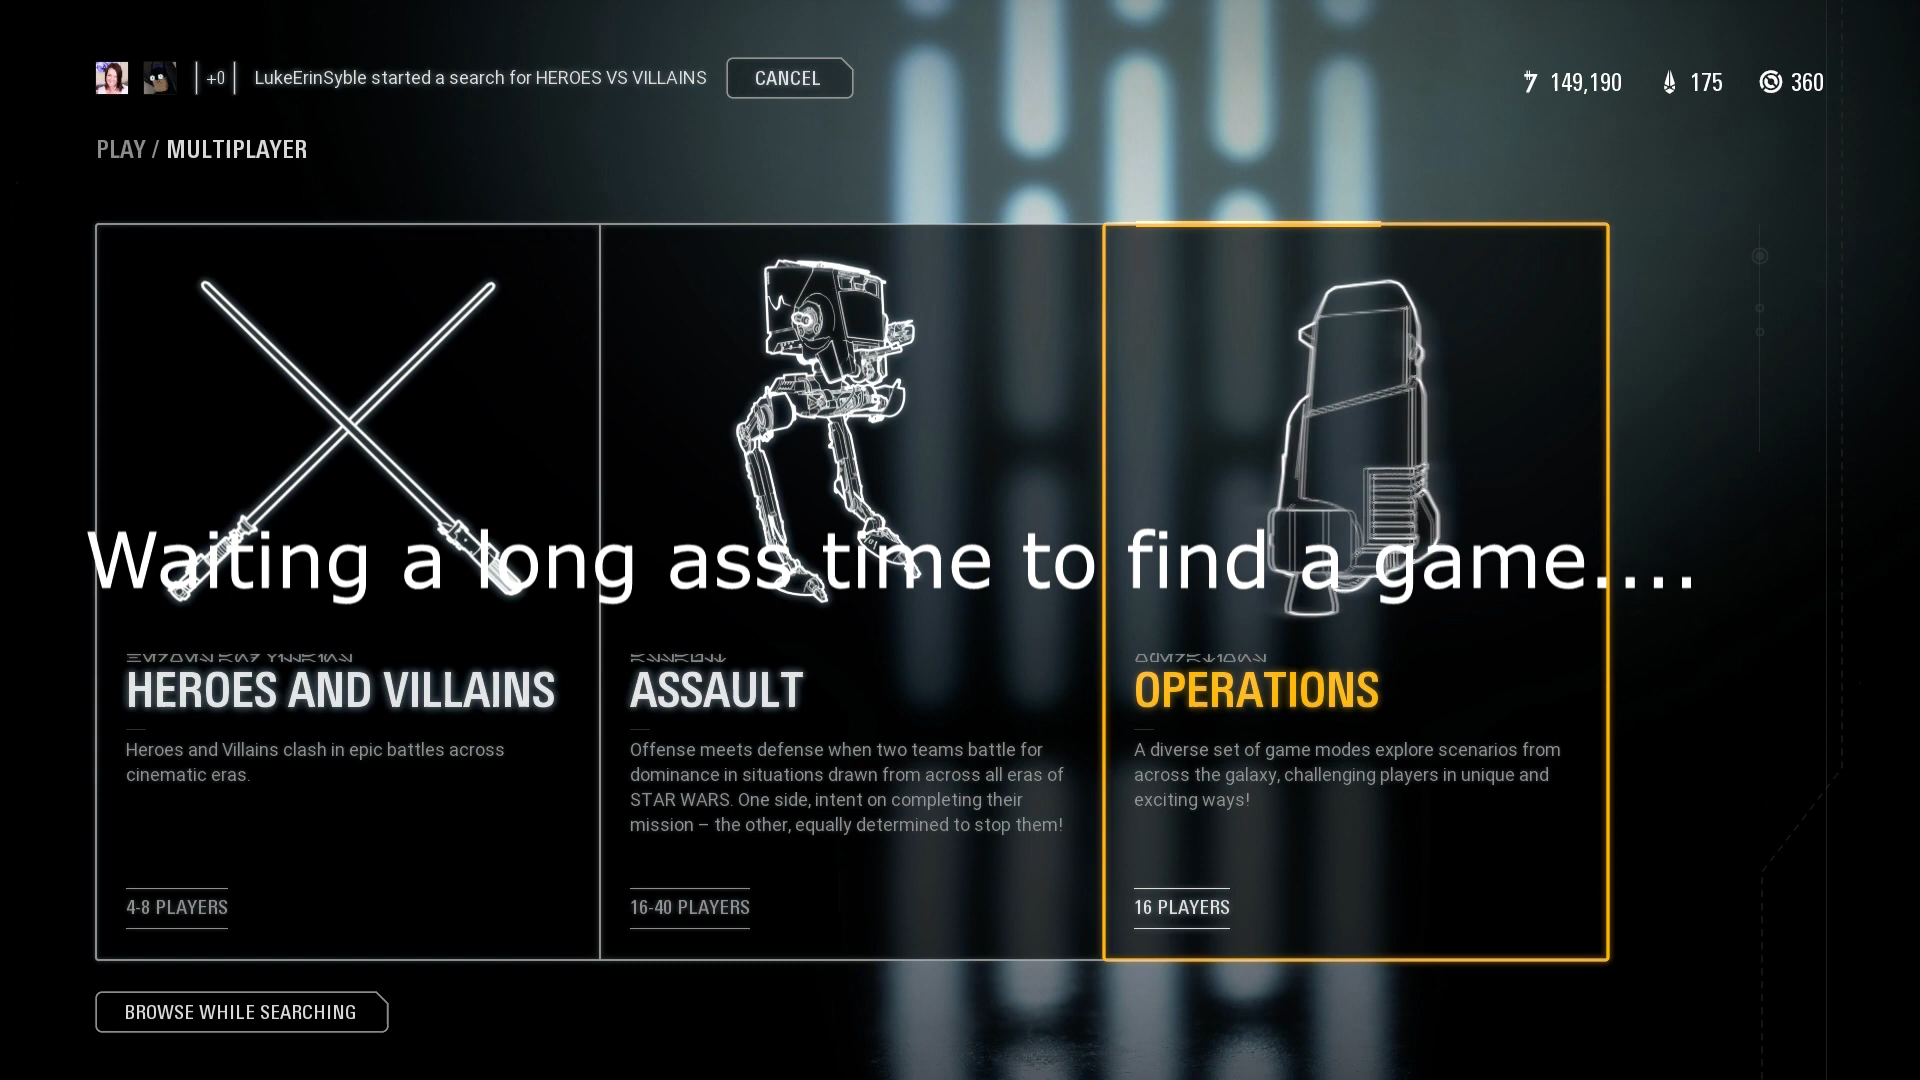 +0
LukeErinSyble started a search for HEROES VS VILLAINS
CANCEL
149,190
175
360
PLAY / MULTIPLAYER
Waiting a long ass time to find a game....
HEROES AND VILLAINS
Heroes and Villains clash in epic battles across
cinematic eras.
4-8 PLAYERS
ASSAULT
Offense meets defense when two teams battle for
dominance in situations drawn from across all eras of
STAR WARS. One side, intent on completing their
mission – the other, equally determined to stop them!
16-40 PLAYERS
OPERATIONS
A diverse set of game modes explore scenarios from
across the galaxy, challenging players in unique and
exciting ways!
16 PLAYERS
BROWSE WHILE SEARCHING